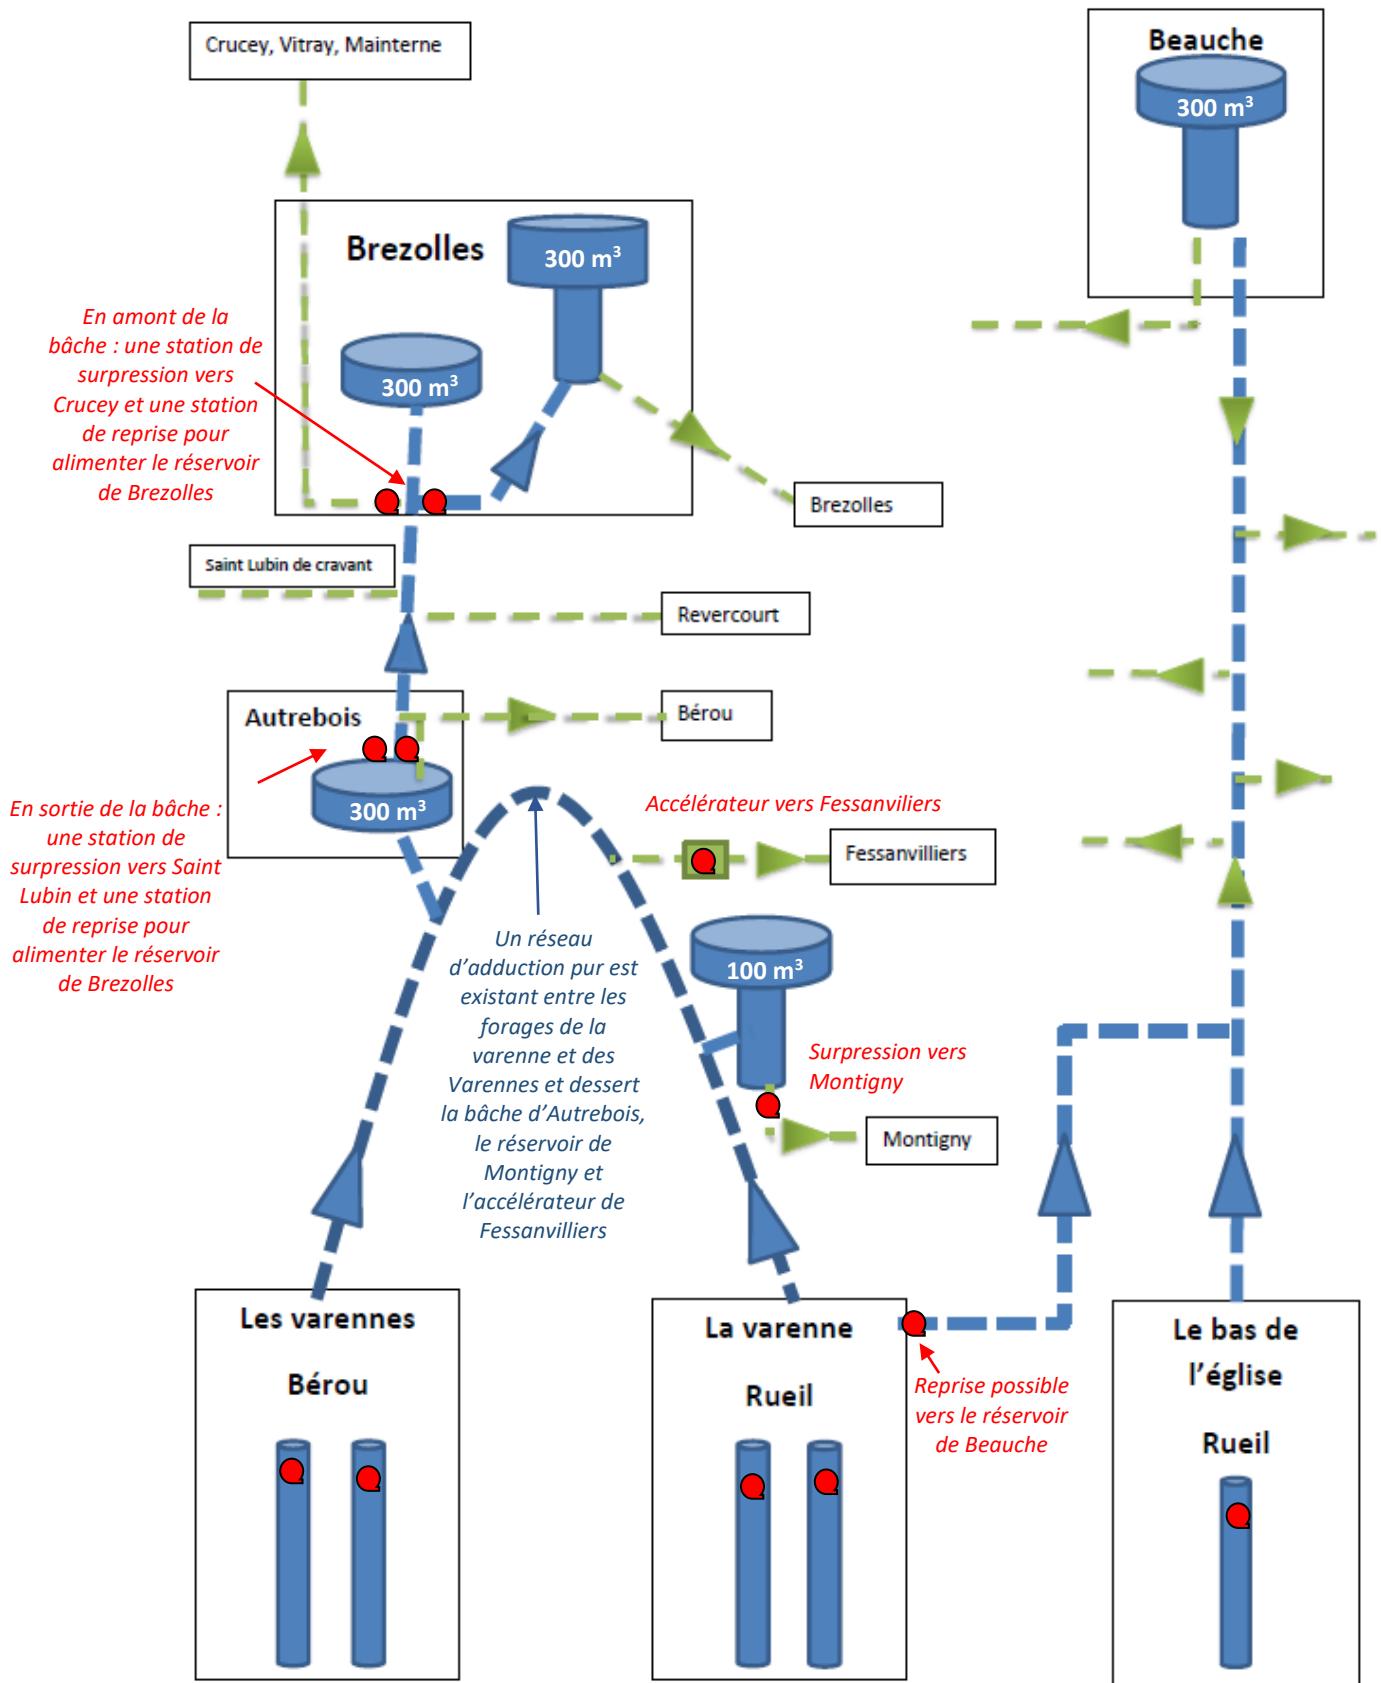 Crucey, Vitray, Mainterne
Beauche
300 m³
Brezolles
300 m³
300 m³
En amont de la
bâche : une station de
surpression vers
Crucey et une station
de reprise pour
alimenter le réservoir
de Brezolles
Brezolles
Saint Lubin de cravant
Revercourt
Autrebois
300 m³
Bérou
En sortie de la bâche :
une station de
surpression vers Saint
Lubin et une station
de reprise pour
alimenter le réservoir
de Brezolles
Accélérateur vers Fessanviliers
Fessanvilliers
Un réseau
d'adduction pur est
existant entre les
forages de la
varenne et des
Varennes et dessert
la bâche d'Autrebois,
le réservoir de
Montigny et
l'accélérateur de
Fessanvilliers
100 m³
Surpression vers
Montigny
Montigny
Les varennes
Bérou
La varenne
Rueil
Reprise possible
vers le réservoir
de Beauche
Le bas de
l'église
Rueil